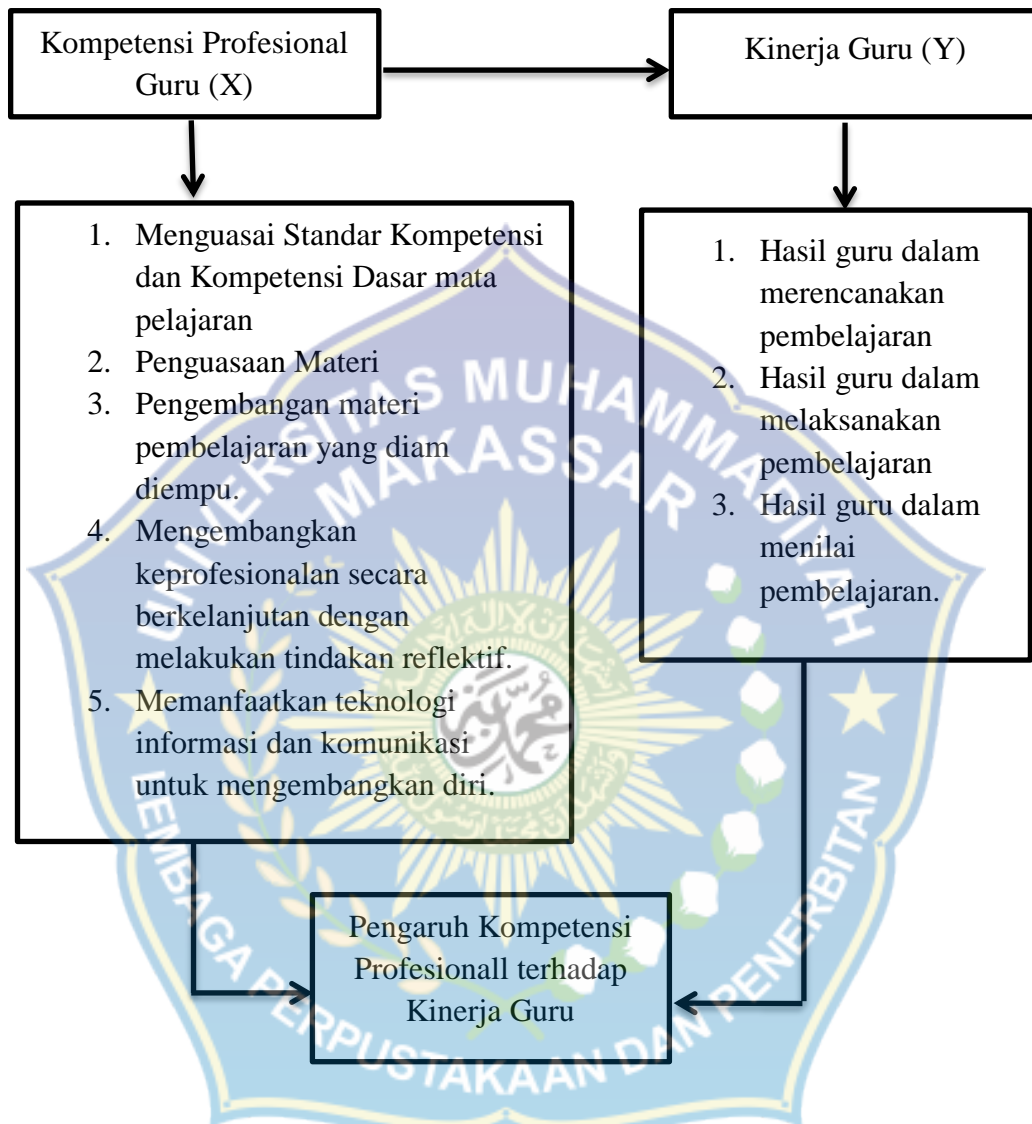 Kompetensi Profesional
Guru (X)
Kinerja Guru (Y)
1. Menguasai Standar Kompetensi
dan Kompetensi Dasar mata
pelajaran
2. Penguasaan Materi
3. Pengembangan materi
pembelajaran yang diam
diempu.
4. Mengembangkan
keprofesionalan secara
berkelanjutan dengan
melakukan tindakan reflektif.
5. Memanfaatkan teknologi
informasi dan komunikasi
untuk mengembangkan diri.
1. Hasil guru dalam
merencanakan
pembelajaran
2. Hasil guru dalam
melaksanakan
pembelajaran
3. Hasil guru dalam
menilai
pembelajaran.
Pengaruh Kompetensi
Profesionall terhadap
Kinerja Guru
UNIVERSITAS MUHAMMADIYAH
MAKASSAR
محمدية
LEMBAGA PERPUSTAKAAN DAN PENERBITAN